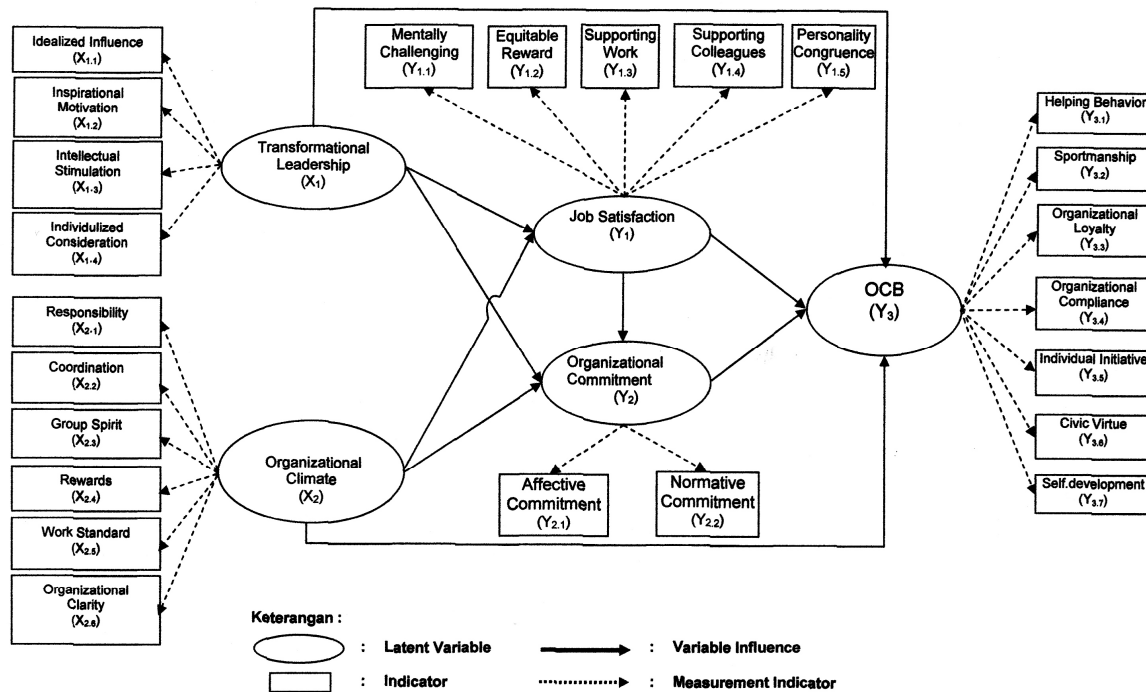 Idealized Influence
(X1.1)
Inspirational
Motivation
(X1.2)
Intellectual
Stimulation
(X1-3)
Individulized
Consideration
(X1-4)
Responsibility
(X2-1)
Coordination
(X2.2)
Group Spirit
(X2.3)
Rewards
(X2.4)
Work Standard
(X2.5)
Organizational
Clarity
(X2.6)
Transformational
Leadership
(X1)
Organizational
Climate
(X2)
Mentally
Challenging
(Y1.1)
Equitable
Reward
(Y1.2)
Supporting
Work
(Y1.3)
Supporting
Colleagues
(Y1.4)
Personality
Congruence
(Y1.5)
Job Satisfaction
(Y1)
Organizational
Commitment
(Y2)
Affective
Commitment
(Y2.1)
Normative
Commitment
(Y2.2)
OCB
(Y3)
Helping Behavior
(Y3.1)
Sportmanship
(Y3.2)
Organizational
Loyalty
(Y3.3)
Organizational
Compliance
(Y3.4)
Individual Initiative
(Y3.5)
Civic Virtue
(Y3.6)
Self.development
(Y3.7)
Keterangan :
: Latent Variable
: Variable Influence
: Indicator
: Measurement Indicator